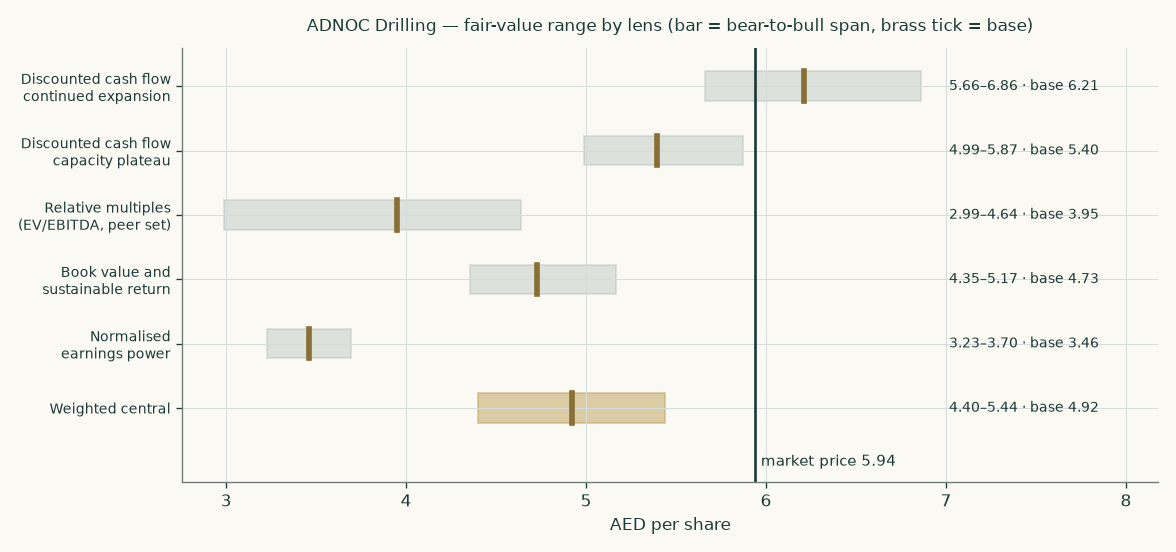 ADNOC Drilling — fair-value range by lens (bar = bear-to-bull span, brass tick = base)
Discounted cash flow
continued expansion
5.66–6.86 · base 6.21
Discounted cash flow
capacity plateau
4.99–5.87 · base 5.40
Relative multiples
(EV/EBITDA, peer set)
2.99–4.64 · base 3.95
Book value and
sustainable return
4.35–5.17 · base 4.73
Normalised
earnings power
3.23–3.70 · base 3.46
Weighted central
4.40–5.44 · base 4.92
market price 5.94
3 4 5 6 7 8
AED per share